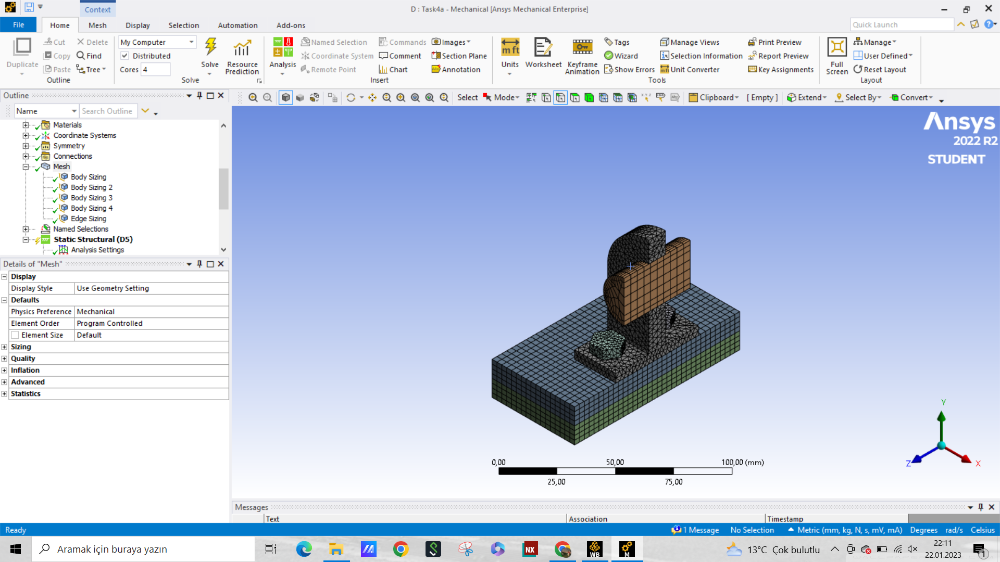 Context
D : Task4a - Mechanical [Ansys Mechanical Enterprise]
File Home Mesh Display Selection Automation Add-ons
Quick Launch
Duplicate
Cut
Copy
Paste
Delete
Find
Tree
Outline
My Computer
Distributed
Cores 4
Solve
Resource Prediction
Solve
Analysis
Named Selection
Coordinate System
Remote Point
Commands
Comment
Chart
Images
Section Plane
Annotation
Insert
Units
Worksheet
Keyframe Animation
Tags
Wizard
Show Errors
Manage Views
Selection Information
Unit Converter
Print Preview
Report Preview
Key Assignments
Tools
Full Screen
Manage
User Defined
Reset Layout
Layout
Outline
Name Search Outline
Select Mode Clipboard [ Empty ] Extend Select By Convert
Materials
Coordinate Systems
Symmetry
Connections
Mesh
Body Sizing
Body Sizing 2
Body Sizing 3
Body Sizing 4
Edge Sizing
Named Selections
Static Structural (D5)
Analysis Settings
Details of "Mesh"
Display
Display Style Use Geometry Setting
Defaults
Physics Preference Mechanical
Element Order Program Controlled
Element Size Default
Sizing
Quality
Inflation
Advanced
Statistics
Ansys
2022 R2
STUDENT
Y
Z X
0,00 50,00 100,00 (mm)
25,00 75,00
Messages
Text Association Timestamp
Ready 1 Message No Selection Metric (mm, kg, N, s, mV, mA) Degrees rad/s Celsius
Aramak için buraya yazın
NX
WB
M
13°C Çok bulutlu
22:11
22.01.2023
1